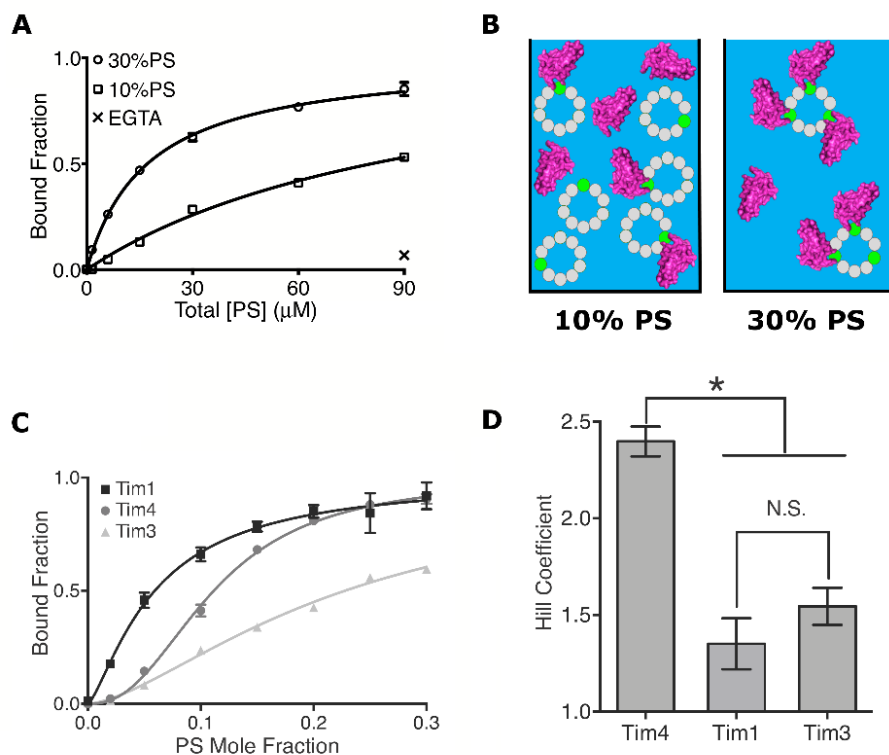 A
1.0
0.5
0.0
Bound Fraction
30%PS
10%PS
EGTA
0
30
60
90
Total [PS] (μM)
B
10% PS
30% PS
C
1.0
0.5
0.0
Bound Fraction
Tim1
Tim4
Tim3
0.0
0.1
0.2
0.3
PS Mole Fraction
D
2.5
2.0
1.5
1.0
Hill Coefficient
*
N.S.
Tim4
Tim1
Tim3